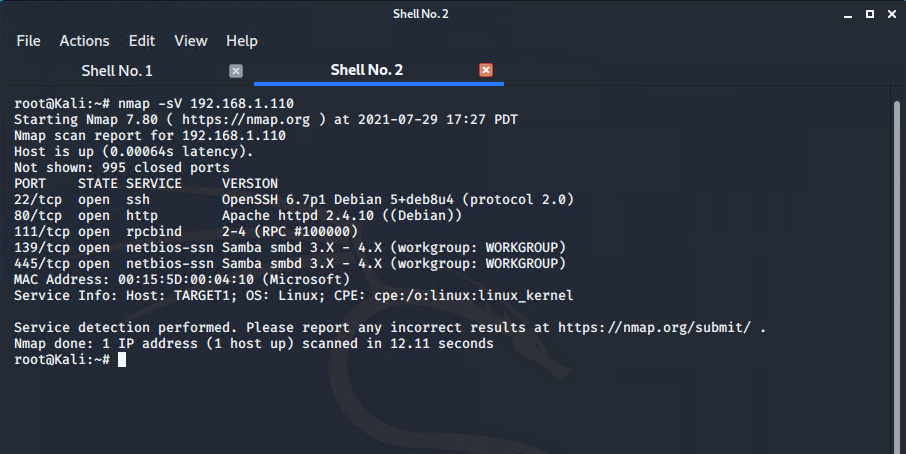 Shell No. 2
File Actions Edit View Help
Shell No. 1 Shell No. 2
root@Kali:~# nmap -sV 192.168.1.110
Starting Nmap 7.80 ( https://nmap.org ) at 2021-07-29 17:27 PDT
Nmap scan report for 192.168.1.110
Host is up (0.00064s latency).
Not shown: 995 closed ports
PORT    STATE SERVICE     VERSION
22/tcp  open  ssh         OpenSSH 6.7p1 Debian 5+deb8u4 (protocol 2.0)
80/tcp  open  http        Apache httpd 2.4.10 ((Debian))
111/tcp open  rpcbind     2-4 (RPC #100000)
139/tcp open  netbios-ssn Samba smbd 3.X - 4.X (workgroup: WORKGROUP)
445/tcp open  netbios-ssn Samba smbd 3.X - 4.X (workgroup: WORKGROUP)
MAC Address: 00:15:5D:00:04:10 (Microsoft)
Service Info: Host: TARGET1; OS: Linux; CPE: cpe:/o:linux:linux_kernel
Service detection performed. Please report any incorrect results at https://nmap.org/submit/ .
Nmap done: 1 IP address (1 host up) scanned in 12.11 seconds
root@Kali:~#